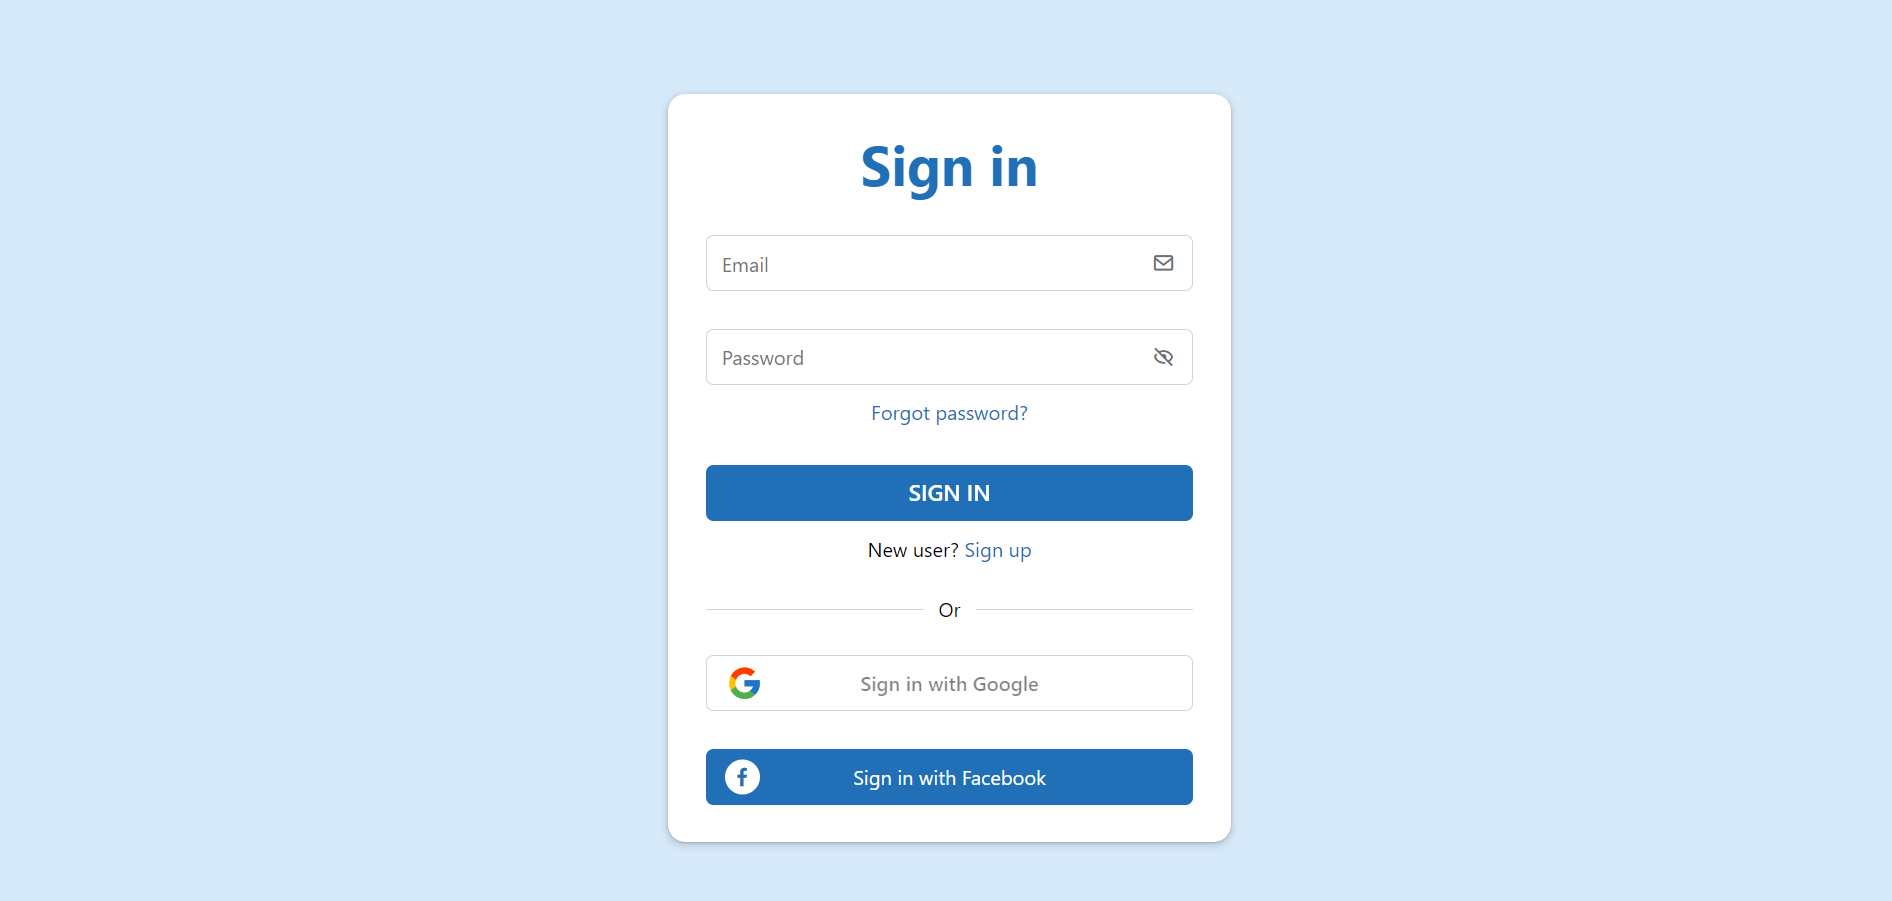 Sign in
Email
Password
Forgot password?
SIGN IN
New user? Sign up
Or
Sign in with Google
Sign in with Facebook